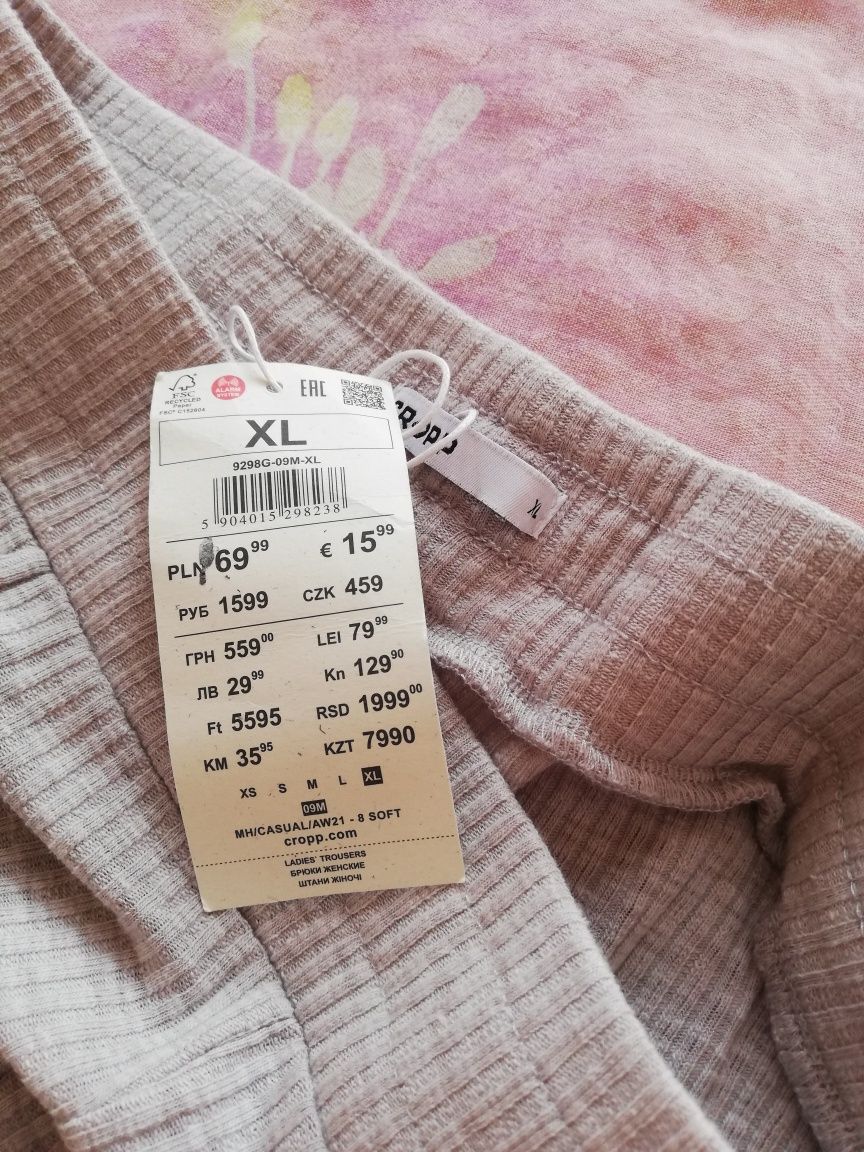 FSC
RECYCLED
Paper
FSC® C152604
ALARM
SYSTEM
EAC
XL
9298G-09M-XL
5 904015 298238
PLN 69 99 € 15 99
РУБ 1599 CZK 459
ГРН 559 00 LEI 79 99
ЛВ 29 99 Kn 129 90
Ft 5595 RSD 1999 00
KM 35 95 KZT 7990
XS S M L XL
09M
MH/CASUAL/AW21 - 8 SOFT
cropp.com
LADIES' TROUSERS
БРЮКИ ЖЕНСКИЕ
ШТАНИ ЖІНОЧІ
CROPP
XL